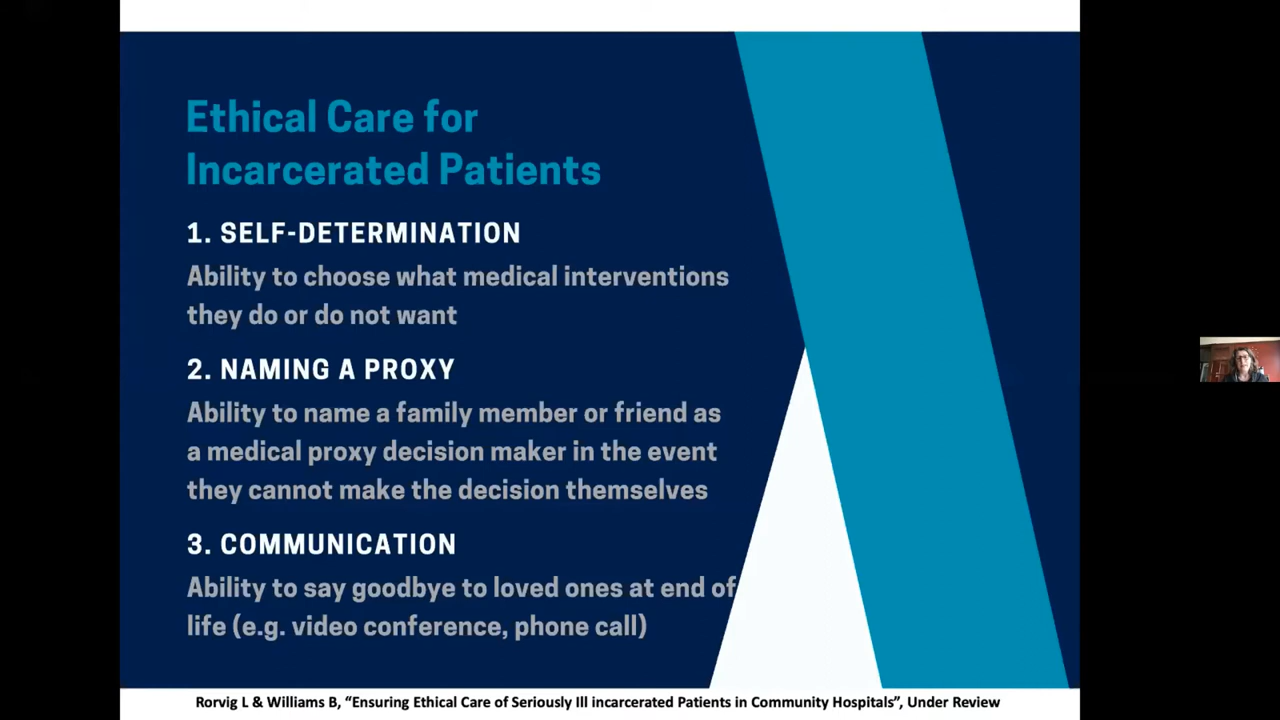 Ethical Care for
Incarcerated Patients
1. SELF-DETERMINATION
Ability to choose what medical interventions
they do or do not want
2. NAMING A PROXY
Ability to name a family member or friend as
a medical proxy decision maker in the event
they cannot make the decision themselves
3. COMMUNICATION
Ability to say goodbye to loved ones at end of
life (e.g. video conference, phone call)
Rorvig L & Williams B, “Ensuring Ethical Care of Seriously Ill incarcerated Patients in Community Hospitals”, Under Review